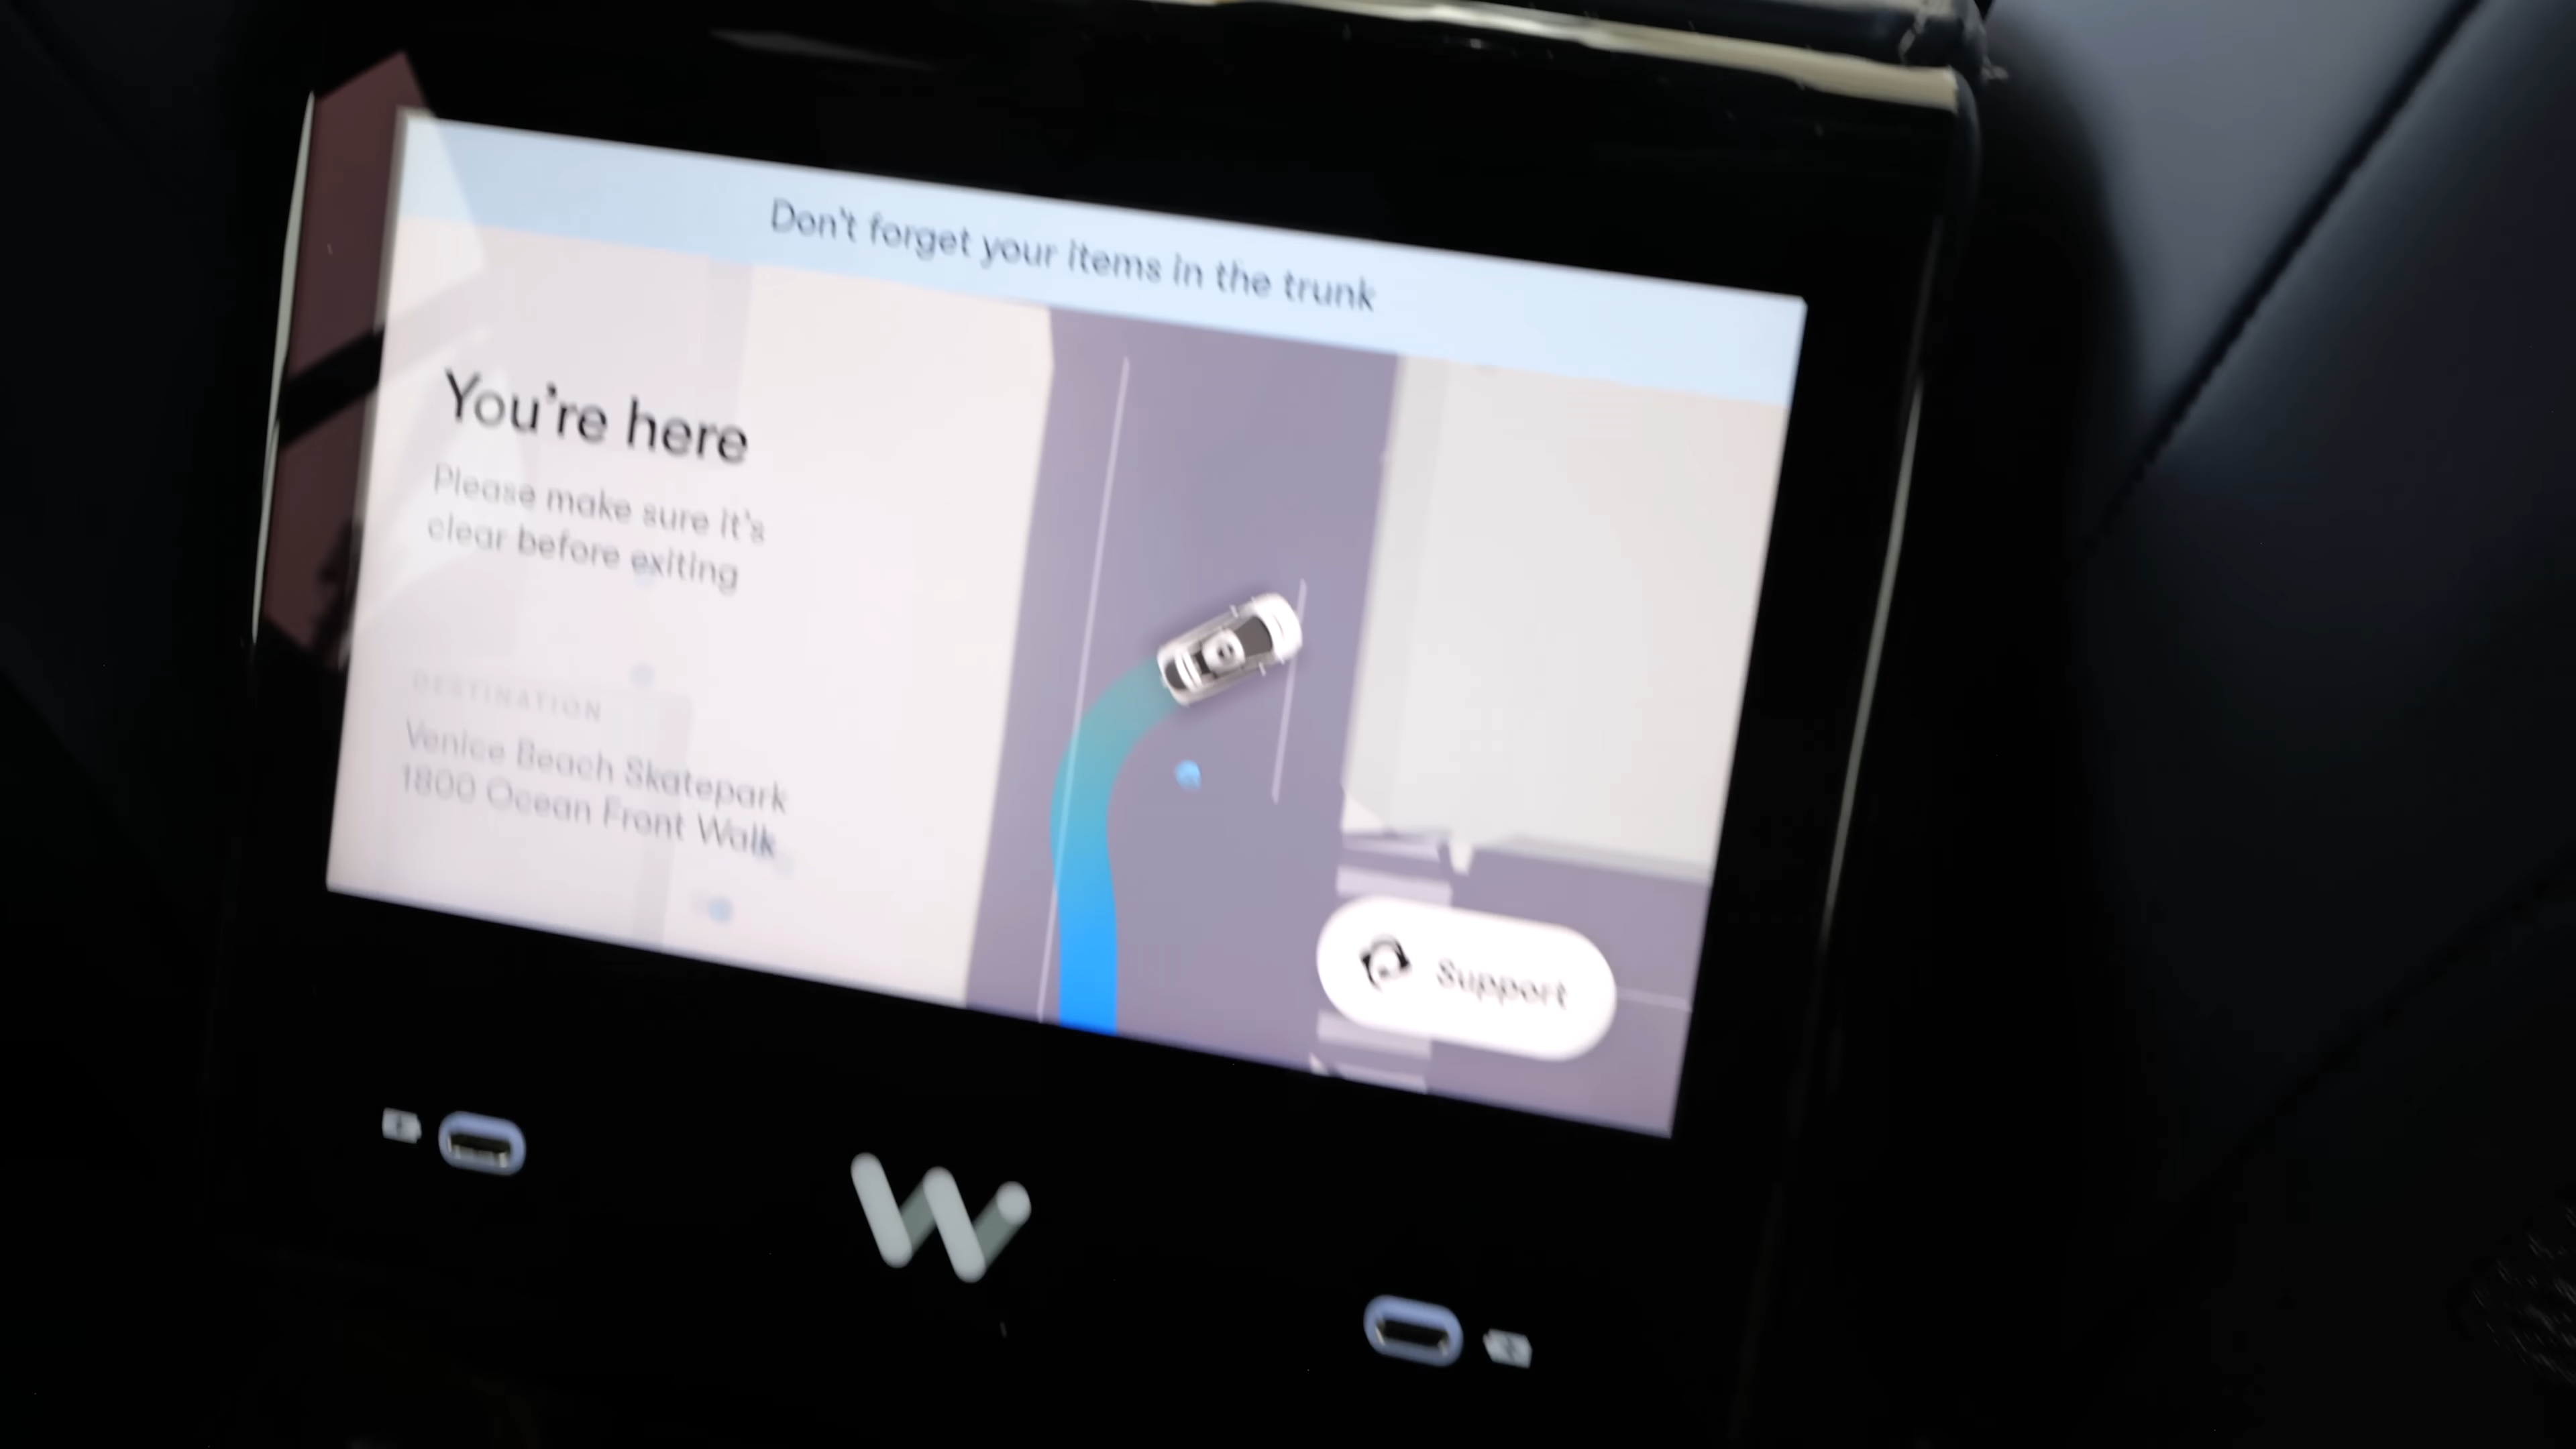 Don't forget your items in the trunk
You're here
Please make sure it's
clear before exiting
DESTINATION
Venice Beach Skatepark
1800 Ocean Front Walk
Support